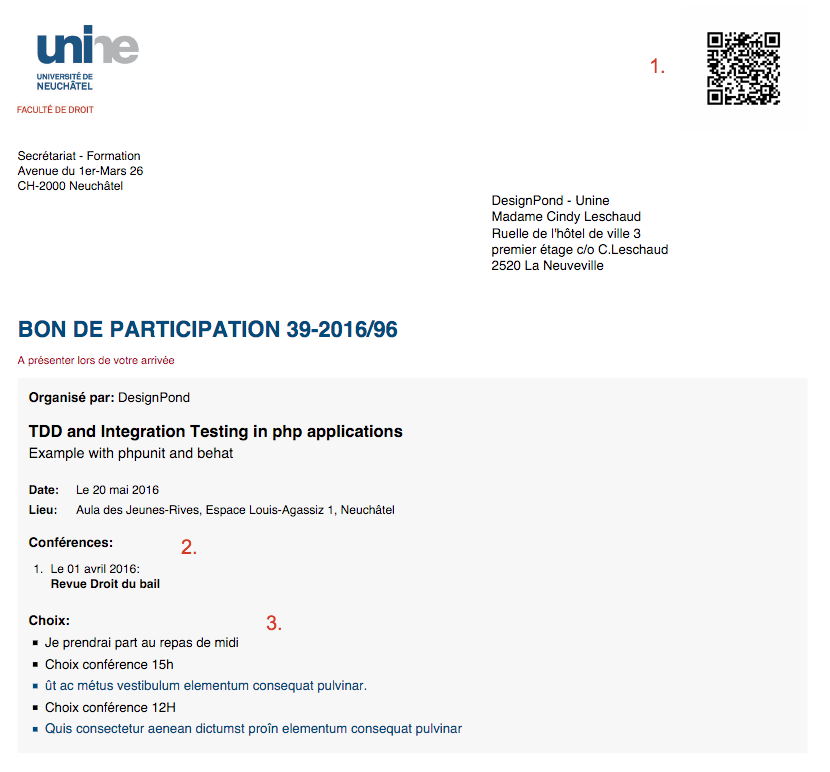 unine
UNIVERSITÉ DE
NEUCHÂTEL
FACULTÉ DE DROIT
1.
Secrétariat - Formation
Avenue du 1er-Mars 26
CH-2000 Neuchâtel
DesignPond - Unine
Madame Cindy Leschaud
Ruelle de l'hôtel de ville 3
premier étage c/o C.Leschaud
2520 La Neuveville
BON DE PARTICIPATION 39-2016/96
A présenter lors de votre arrivée
Organisé par: DesignPond
TDD and Integration Testing in php applications
Example with phpunit and behat
Date: Le 20 mai 2016
Lieu: Aula des Jeunes-Rives, Espace Louis-Agassiz 1, Neuchâtel
Conférences: 2.
1. Le 01 avril 2016:
Revue Droit du bail
Choix: 3.
▪ Je prendrai part au repas de midi
▪ Choix conférence 15h
▪ ût ac métus vestibulum elementum consequat pulvinar.
▪ Choix conférence 12H
▪ Quis consectetur aenean dictumst proîn elementum consequat pulvinar